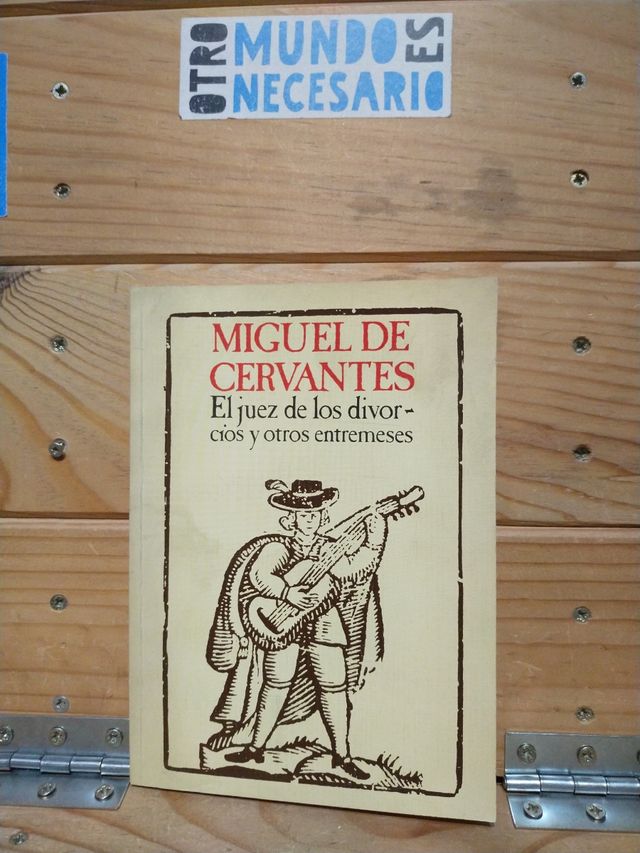 OTRO MUNDO ES
NECESARIO
MIGUEL DE
CERVANTES
El juez de los divor-
cios y otros entremeses